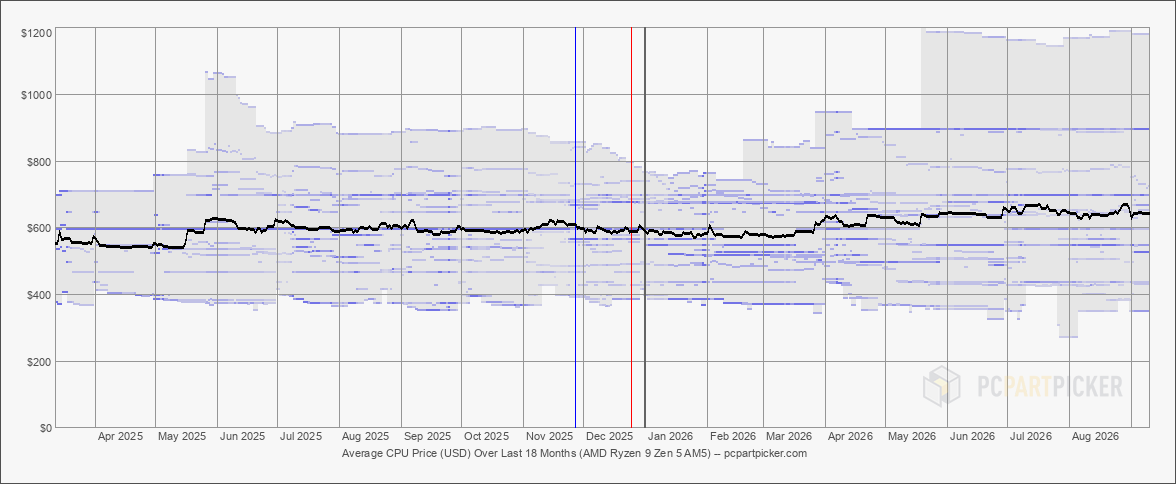 $1200
$1000
$800
$600
$400
$200
$0
Apr 2025 May 2025 Jun 2025 Jul 2025 Aug 2025 Sep 2025 Oct 2025 Nov 2025 Dec 2025 Jan 2026 Feb 2026 Mar 2026 Apr 2026 May 2026 Jun 2026 Jul 2026 Aug 2026
Average CPU Price (USD) Over Last 18 Months (AMD Ryzen 9 Zen 5 AM5) -- pcpartpicker.com
PCPARTPICKER